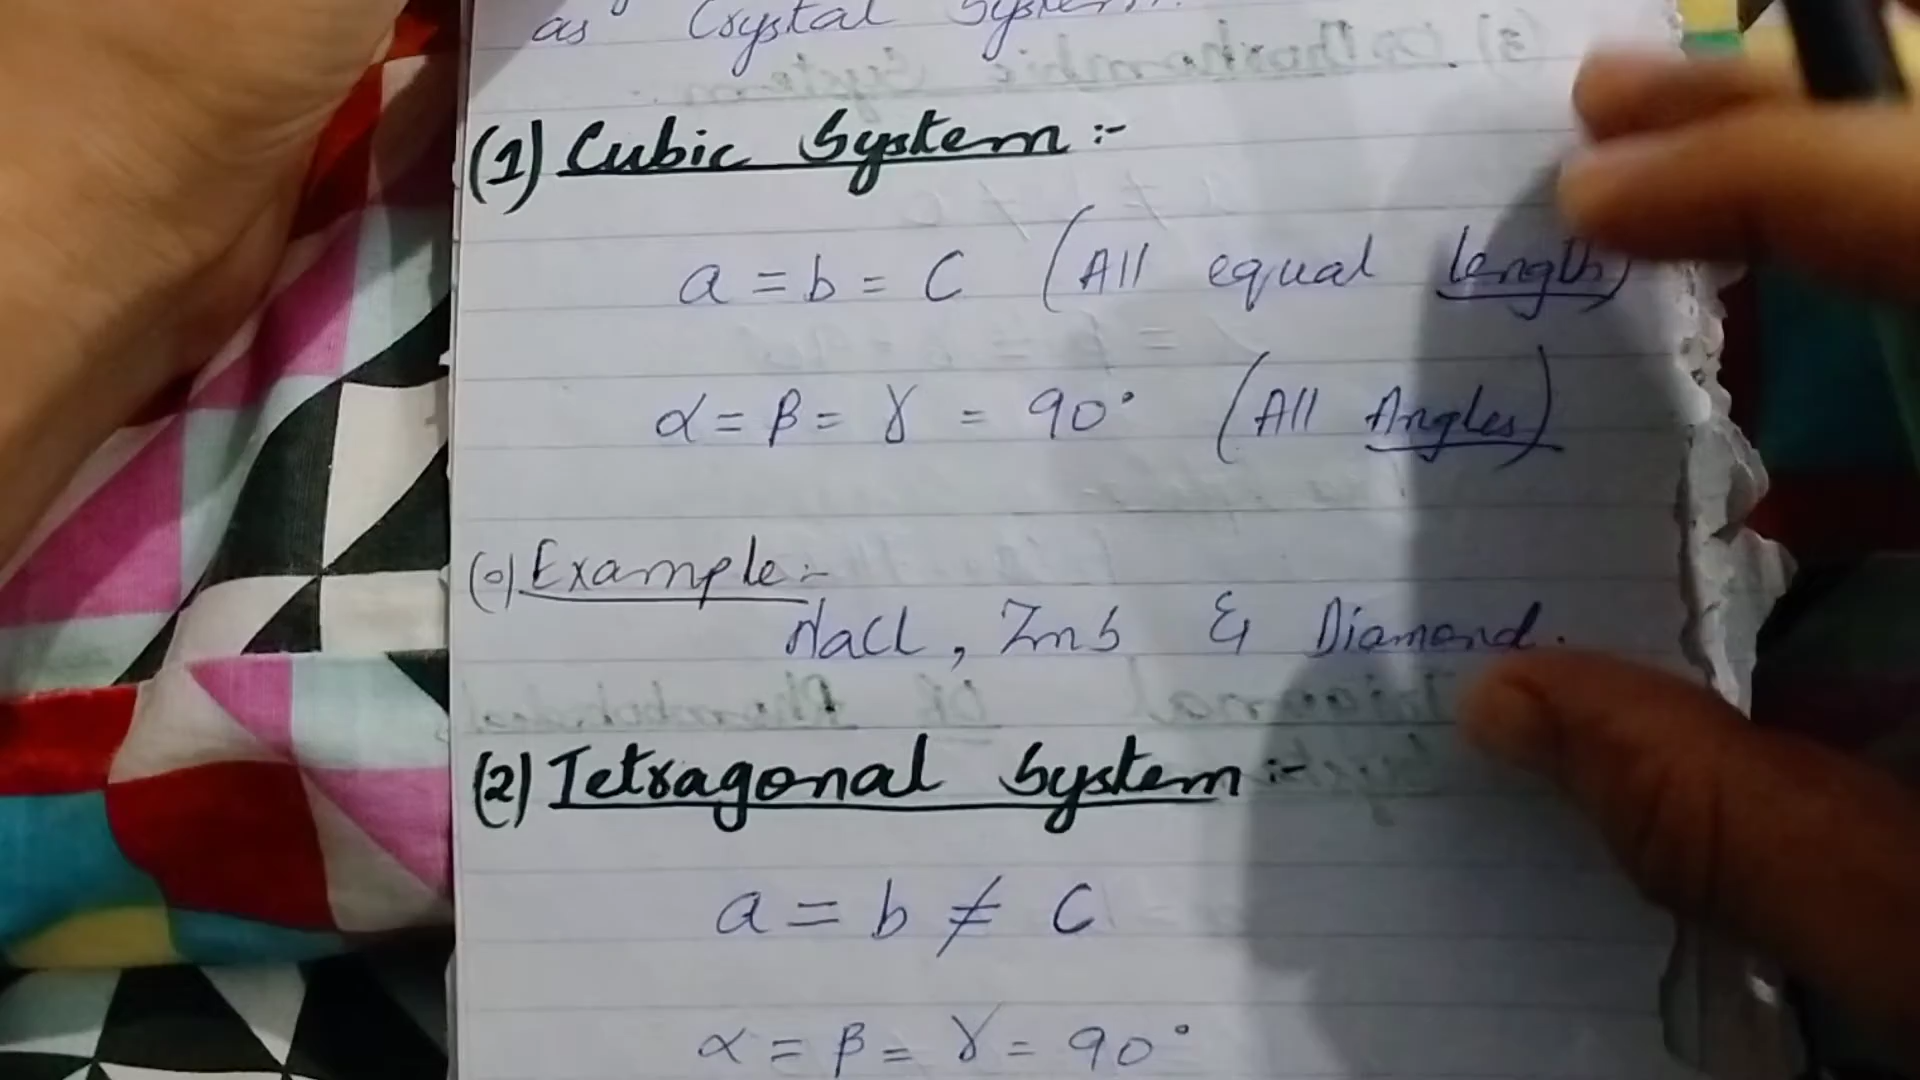 as Crystal System.
(1) Cubic System :-
a = b = C (All equal length)
α = β = γ = 90° (All Angles)
(o) Example :-
NaCl, ZnS & Diamond.
(2) Tetragonal System :-
a = b ≠ C
α = β = γ = 90°